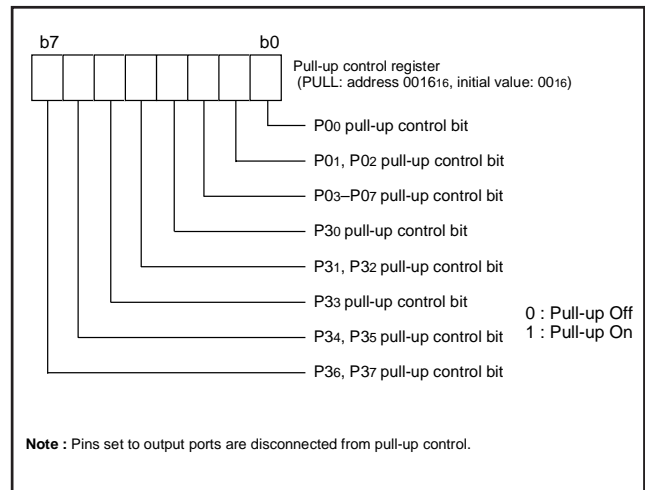 b7 b0
Pull-up control register
(PULL: address 0016₁₆, initial value: 00₁₆)
P0₀ pull-up control bit
P0₁, P0₂ pull-up control bit
P0₃–P0₇ pull-up control bit
P3₀ pull-up control bit
P3₁, P3₂ pull-up control bit
P3₃ pull-up control bit
0 : Pull-up Off
P3₄, P3₅ pull-up control bit
1 : Pull-up On
P3₆, P3₇ pull-up control bit
Note : Pins set to output ports are disconnected from pull-up control.